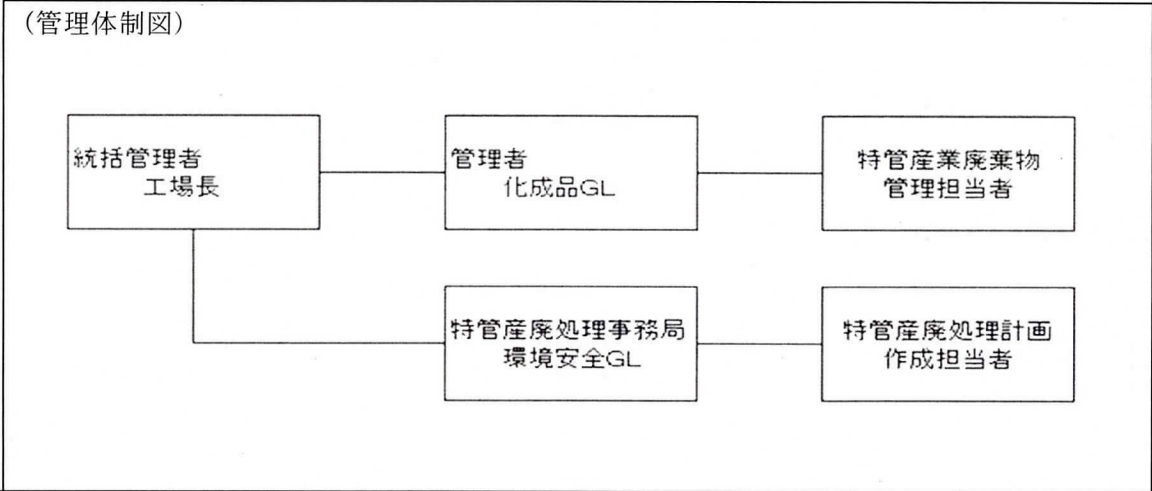 （管理体制図）
統括管理者
工場長
管理者
化成品GL
特管産業廃棄物
管理担当者
特管産廃処理事務局
環境安全GL
特管産廃処理計画
作成担当者